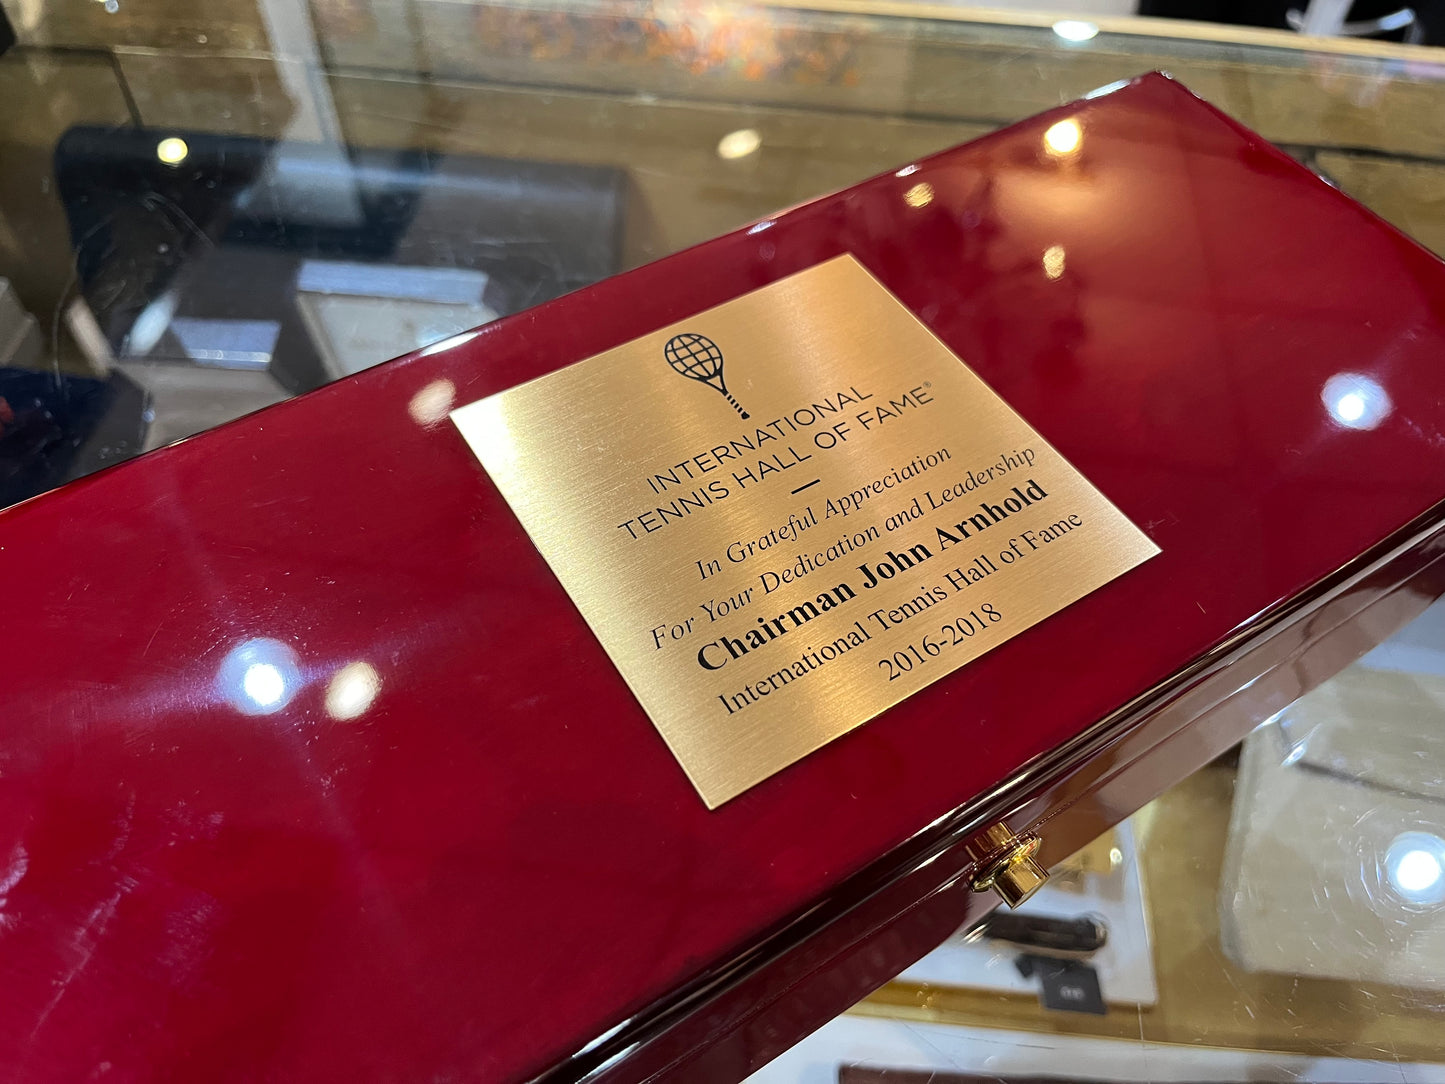 INTERNATIONAL
TENNIS HALL OF FAME®
In Grateful Appreciation
For Your Dedication and Leadership
Chairman John Arnhold
International Tennis Hall of Fame
2016-2018